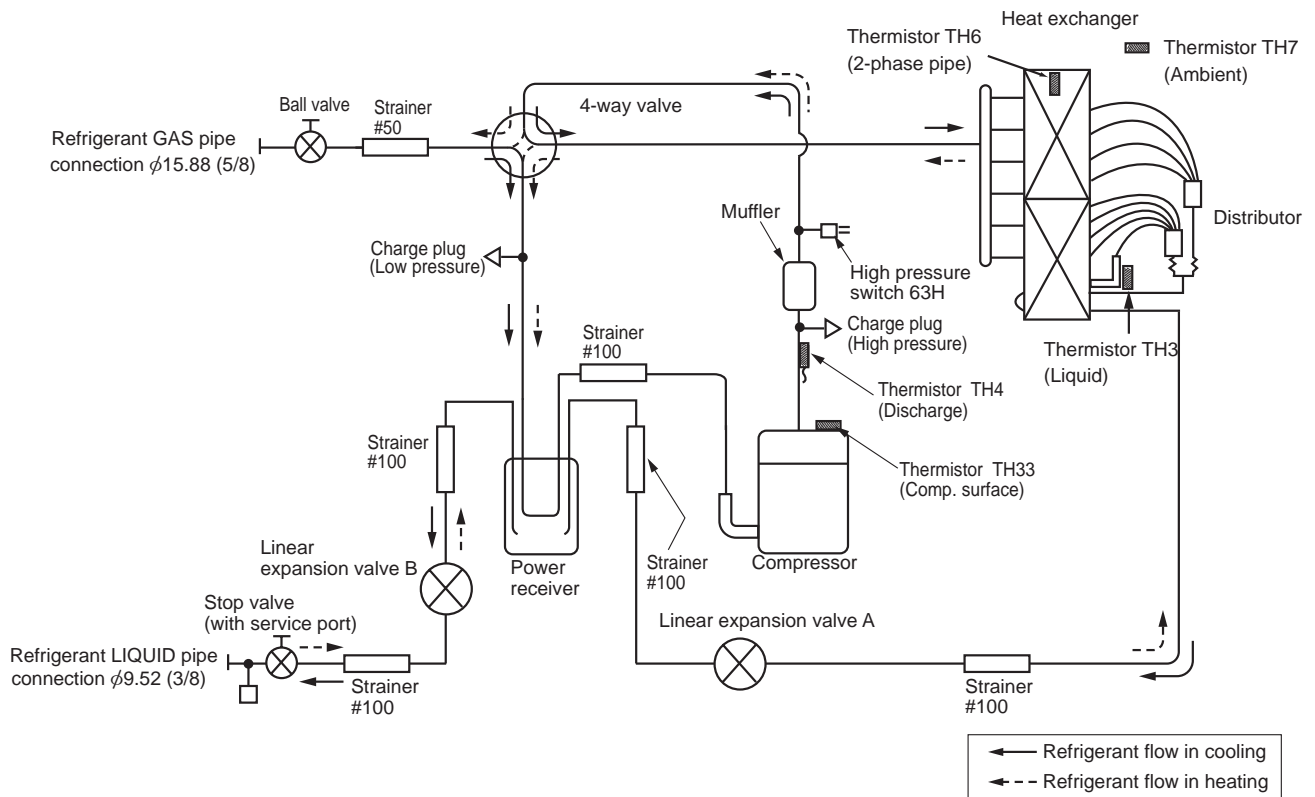 Heat exchanger
Thermistor TH6
(2-phase pipe)
Thermistor TH7
(Ambient)
Ball valve
Strainer
#50
4-way valve
Refrigerant GAS pipe
connection ϕ15.88 (5/8)
Muffler
Distributor
Charge plug
(Low pressure)
High pressure
switch 63H
Strainer
#100
Charge plug
(High pressure)
Thermistor TH3
(Liquid)
Thermistor TH4
(Discharge)
Strainer
#100
Thermistor TH33
(Comp. surface)
Linear
expansion valve B
Power
receiver
Strainer
#100
Compressor
Stop valve
(with service port)
Linear expansion valve A
Refrigerant LIQUID pipe
connection ϕ9.52 (3/8)
Strainer
#100
Strainer
#100
Refrigerant flow in cooling
Refrigerant flow in heating